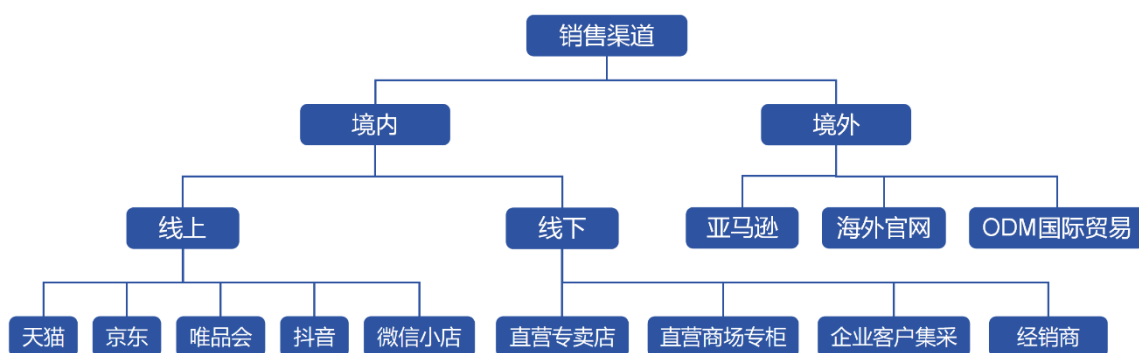 销售渠道
境内
境外
线上
线下
亚马逊
海外官网
ODM国际贸易
天猫
京东
唯品会
抖音
微信小店
直营专卖店
直营商场专柜
企业客户集采
经销商